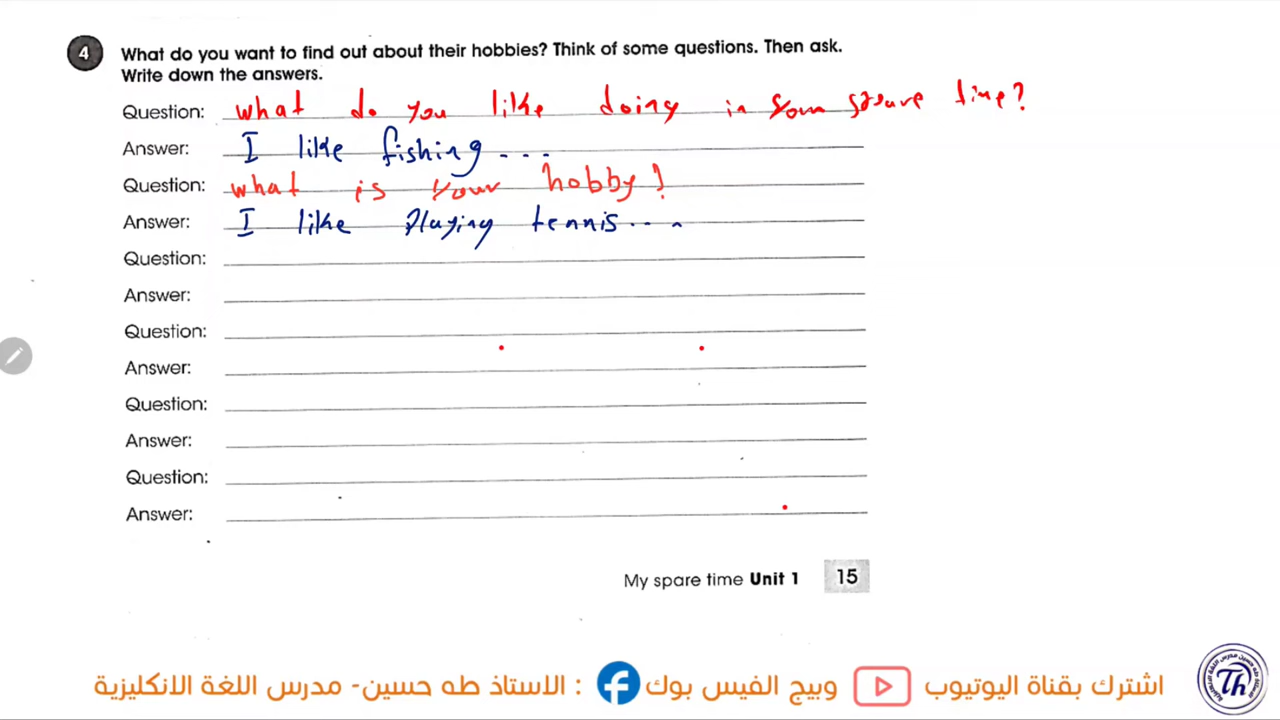 4 What do you want to find out about their hobbies? Think of some questions. Then ask.
Write down the answers.
Question: what do you like doing in your spare time?
Answer: I like fishing...
Question: what is your hobby?
Answer: I like playing tennis....
Question:
Answer:
Question:
Answer:
Question:
Answer:
Question:
Answer:
My spare time Unit 1 15
اشترك بقناة اليوتيوب وبيج الفيس بوك : الاستاذ طه حسين- مدرس اللغة الانكليزية
Th